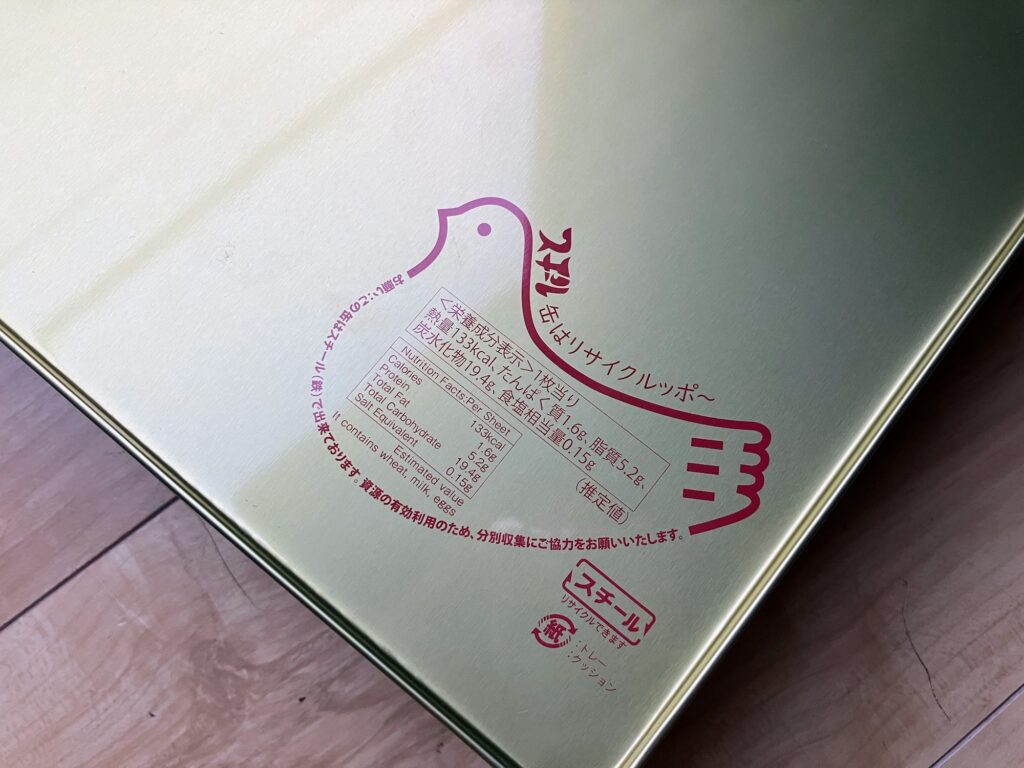 スチール缶はリサイクルッポ～
＜栄養成分表示＞1枚当り
熱量133kcal、たんぱく質1.6g、脂質5.2g、
炭水化物19.4g、食塩相当量0.15g
(推定値)
Nutrition Facts:Per Sheet
Calories 133kcal
Protein 1.6g
Total Fat 5.2g
Total Carbohydrate 19.4g
Salt Equivalent 0.15g
Estimated value
It contains wheat, milk, eggs
お願い:この缶はスチール(鉄)で出来ております。資源の有効利用のため、分別収集にご協力をお願いいたします。
スチール
リサイクルできます
紙
:トレー
:クッション